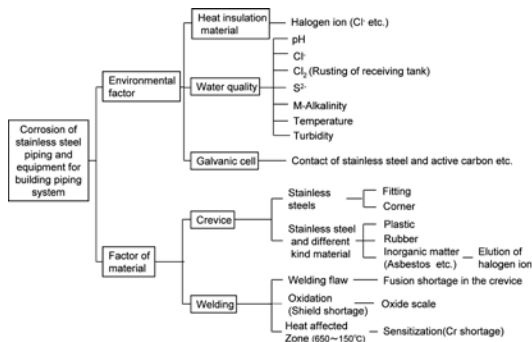 Corrosion of
stainless steel
piping and
equipment for
building piping
system
Environmental
factor
Heat insulation
material
Halogen ion (Cl⁻ etc.)
Water quality
pH
Cl⁻
Cl₂ (Rusting of receiving tank)
S²⁻
M-Alkalinity
Temperature
Turbidity
Galvanic cell
Contact of stainless steel and active carbon etc.
Factor of
material
Crevice
Stainless
steels
Fitting
Corner
Stainless steel
and different
kind material
Plastic
Rubber
Inorganic matter
(Asbestos etc.)
Elution of
halogen ion
Welding
Welding flaw
Fusion shortage in the crevice
Oxidation
(Shield shortage)
Oxide scale
Heat affected
Zone (650～150℃)
Sensitization(Cr shortage)